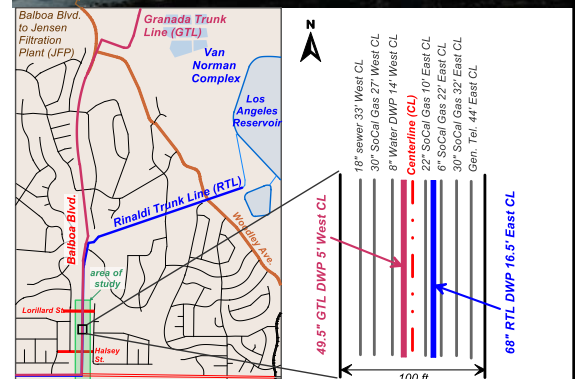 Balboa Blvd.
to Jensen
Filtration
Plant (JFP)
Granada Trunk
Line (GTL)
Van
Norman
Complex
Los
Angeles
Reservoir
Rinaldi Trunk Line (RTL)
Balboa Blvd.
Woodley Ave.
area of
study
Lorillard St.
Halsey
St.
N
18" sewer 33' West CL
30" SoCal Gas 27' West CL
8" Water DWP 14' West CL
Centerline (CL)
22" SoCal Gas 10' East CL
6" SoCal Gas 22' East CL
30" SoCal Gas 32' East CL
Gen. Tel. 44' East CL
49.5" GTL DWP 5' West CL
68" RTL DWP 16.5' East CL
100 ft